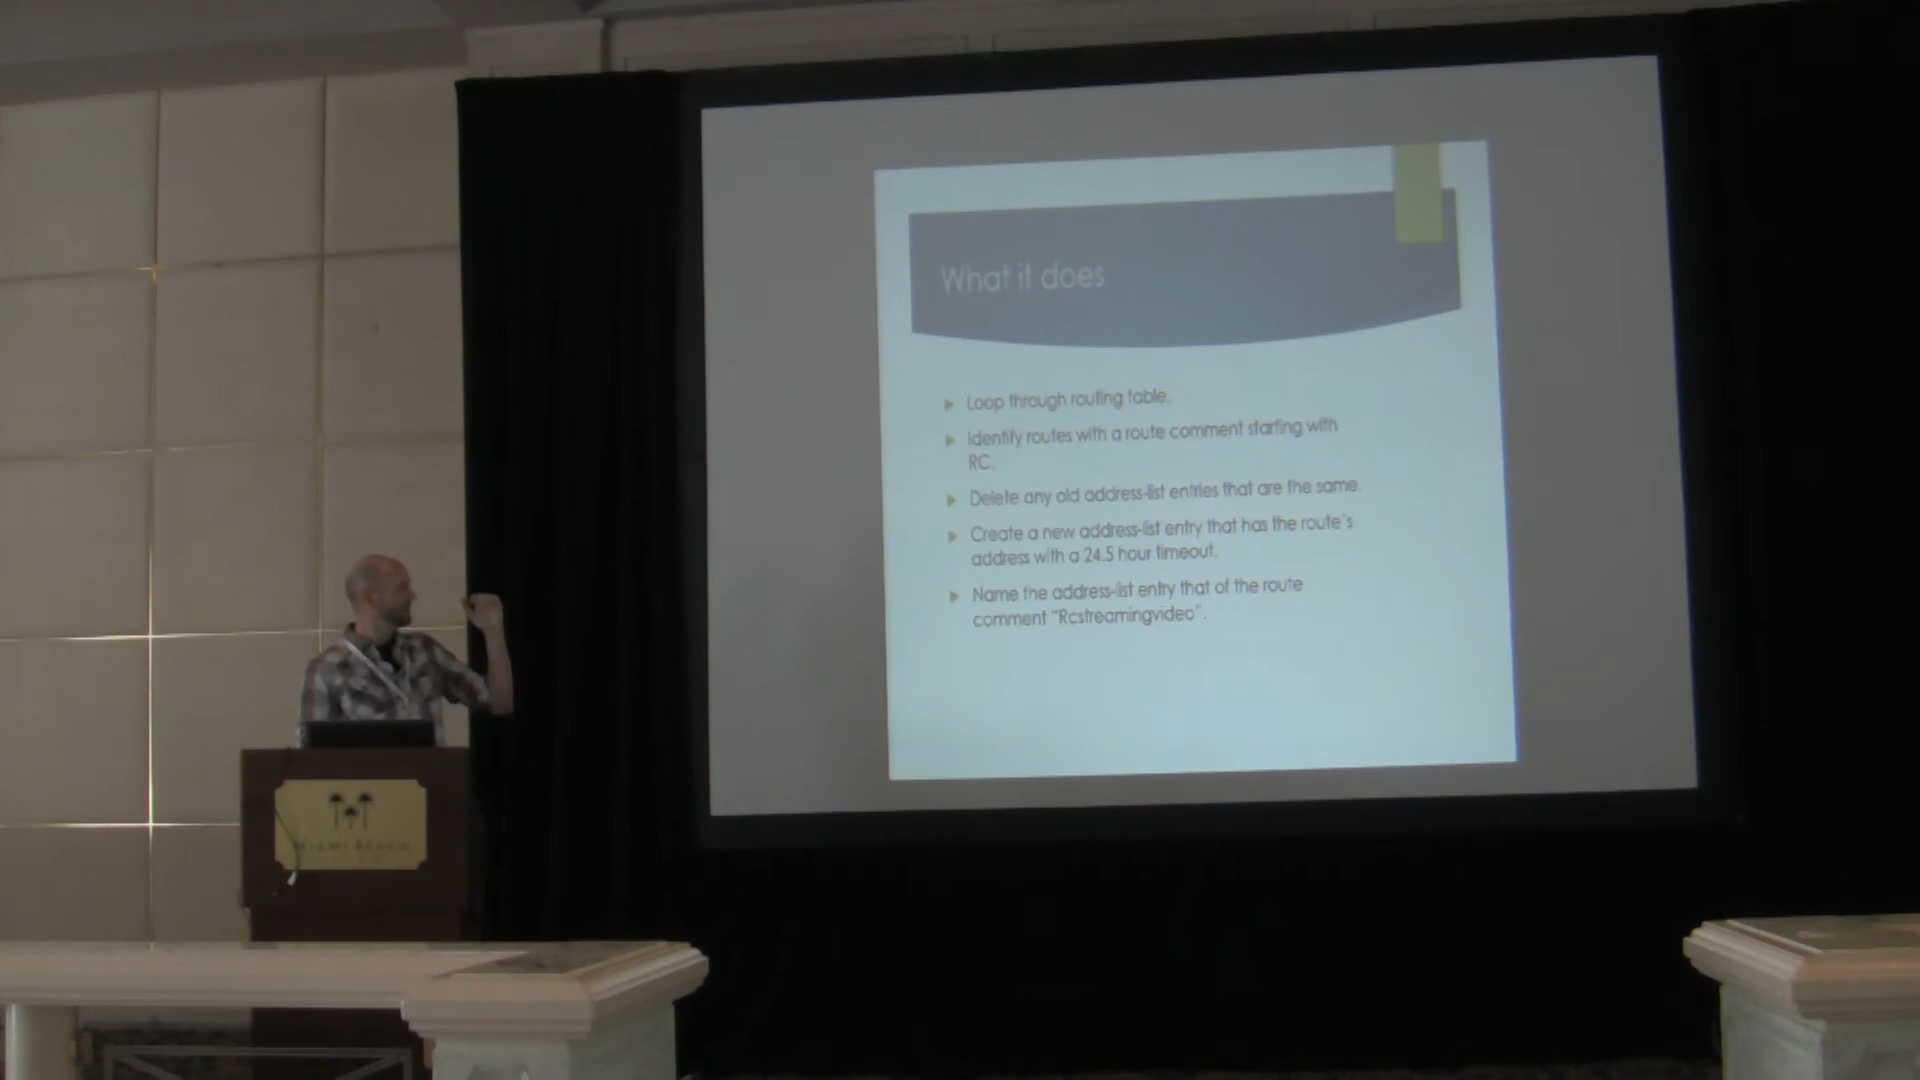 What it does
Loop through routing table.
Identify routes with a route comment starting with
RC.
Delete any old address-list entries that are the same.
Create a new address-list entry that has the route's
address with a 24.5 hour timeout.
Name the address-list entry that of the route
comment "Rcstreamingvideo".
MIAMI BEACH